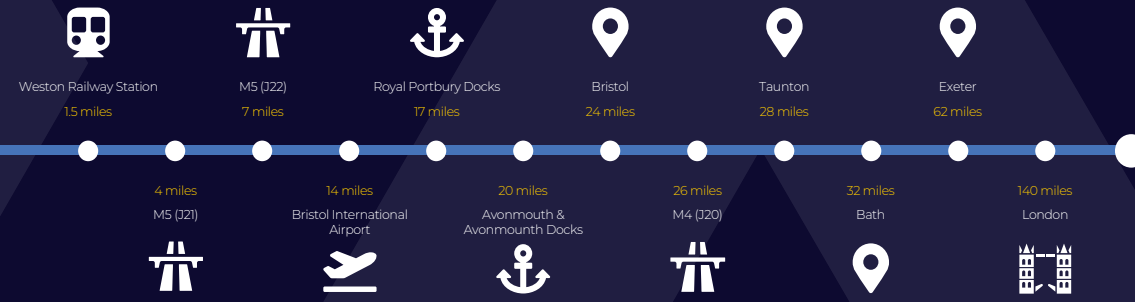 Weston Railway Station
1.5 miles
M5 (J22)
7 miles
Royal Portbury Docks
17 miles
Bristol
24 miles
Taunton
28 miles
Exeter
62 miles
4 miles
M5 (J21)
14 miles
Bristol International
Airport
20 miles
Avonmouth &
Avonmounth Docks
26 miles
M4 (J20)
32 miles
Bath
140 miles
London